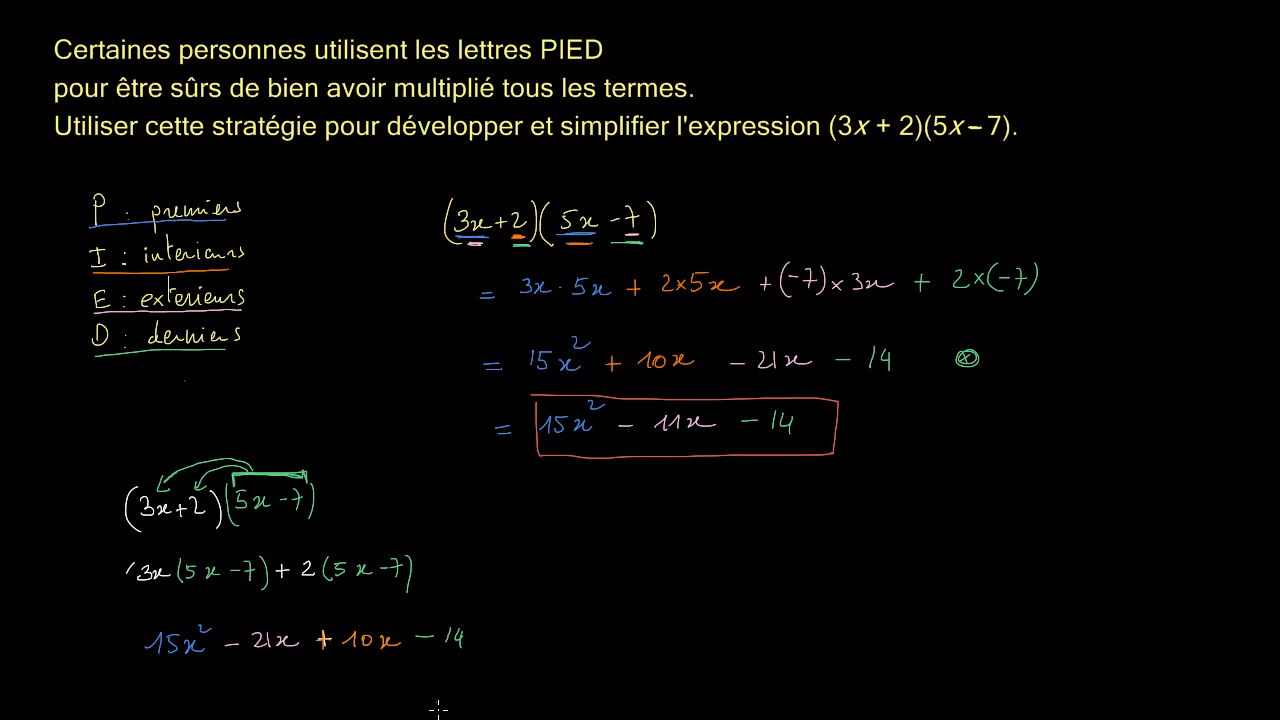 Certaines personnes utilisent les lettres PIED
pour être sûrs de bien avoir multiplié tous les termes.
Utiliser cette stratégie pour développer et simplifier l'expression (3x + 2)(5x - 7).
P : premiers
I : interieurs
E : exterieurs
D : derniers
(3x+2)(5x -7)
= 3x · 5x + 2×5x +(-7)×3x + 2×(-7)
= 15x² + 10x - 21x - 14 ⊗
= 15x² - 11x - 14
(3x+2)(5x-7)
3x(5x-7)+2(5x-7)
15x² - 21x + 10x - 14